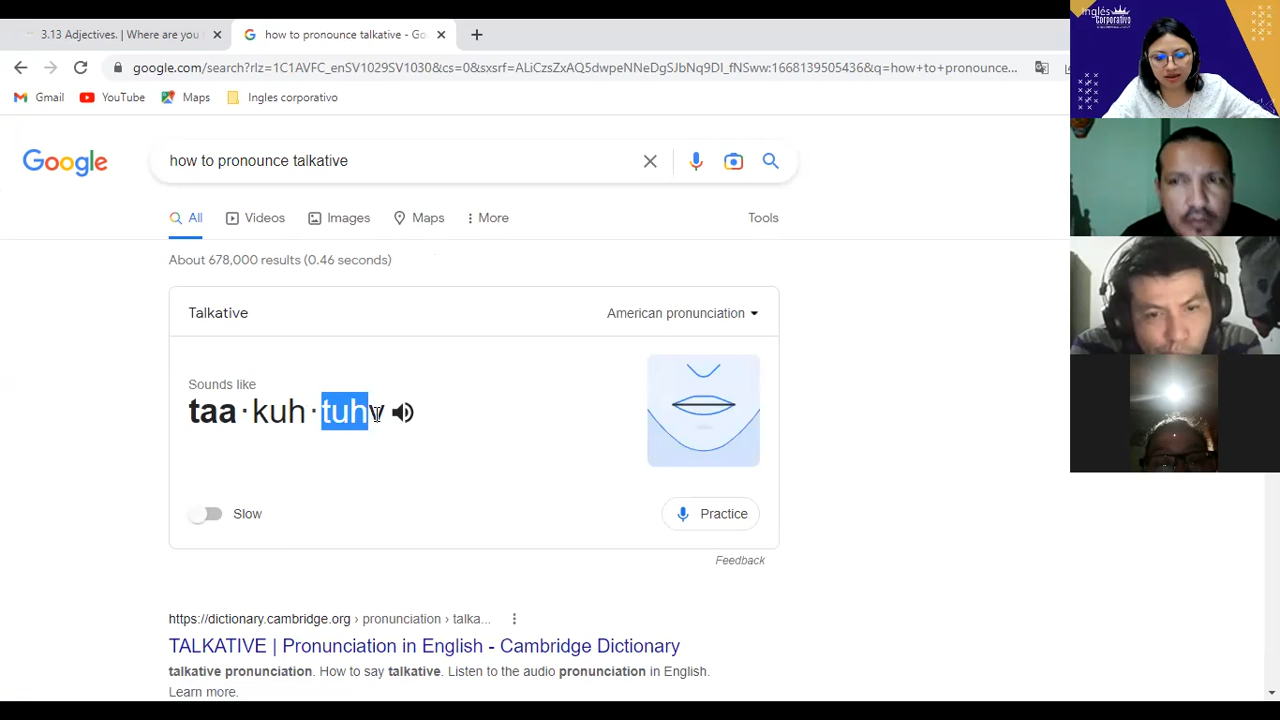 3.13 Adjectives. | Where are you
how to pronounce talkative - Go
google.com/search?rlz=1C1AVFC_enSV1029SV1030&cs=0&sxsrf=ALiCzsZxAQ5dwpeNNeDgSJbNq9Dl_fNsww:1668139505436&q=how+to+pronounce...
Gmail
YouTube
Maps
Ingles corporativo
Google
how to pronounce talkative
All
Videos
Images
Maps
More
Tools
About 678,000 results (0.46 seconds)
Talkative
American pronunciation
Sounds like
taa·kuh·tuhv
Slow
Practice
Feedback
https://dictionary.cambridge.org › pronunciation › talka...
TALKATIVE | Pronunciation in English - Cambridge Dictionary
talkative pronunciation. How to say talkative. Listen to the audio pronunciation in English.
Learn more.
Inglés
Corporativo